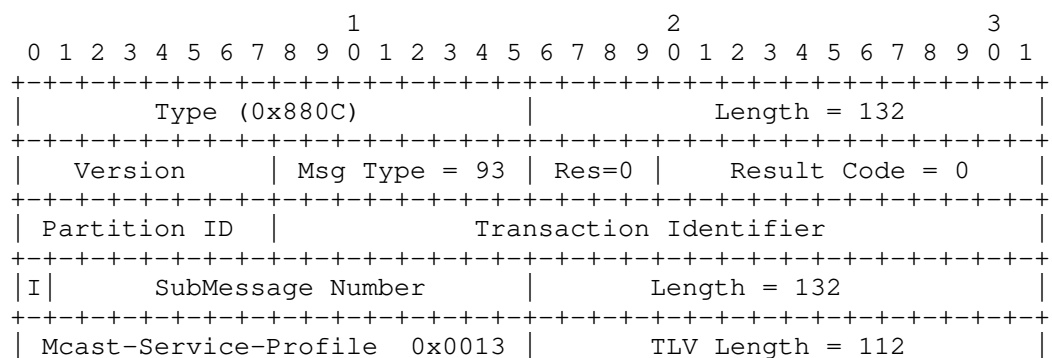 1                   2                   3
 0 1 2 3 4 5 6 7 8 9 0 1 2 3 4 5 6 7 8 9 0 1 2 3 4 5 6 7 8 9 0 1
+-+-+-+-+-+-+-+-+-+-+-+-+-+-+-+-+-+-+-+-+-+-+-+-+-+-+-+-+-+-+-+-+
|        Type (0x880C)          |           Length = 132        |
+-+-+-+-+-+-+-+-+-+-+-+-+-+-+-+-+-+-+-+-+-+-+-+-+-+-+-+-+-+-+-+-+
|   Version     | Msg Type = 93 | Res=0 |    Result Code = 0    |
+-+-+-+-+-+-+-+-+-+-+-+-+-+-+-+-+-+-+-+-+-+-+-+-+-+-+-+-+-+-+-+-+
| Partition ID  |            Transaction Identifier             |
+-+-+-+-+-+-+-+-+-+-+-+-+-+-+-+-+-+-+-+-+-+-+-+-+-+-+-+-+-+-+-+-+
|I|      SubMessage Number      |       Length = 132            |
+-+-+-+-+-+-+-+-+-+-+-+-+-+-+-+-+-+-+-+-+-+-+-+-+-+-+-+-+-+-+-+-+
| Mcast-Service-Profile  0x0013 |       TLV Length = 112        |